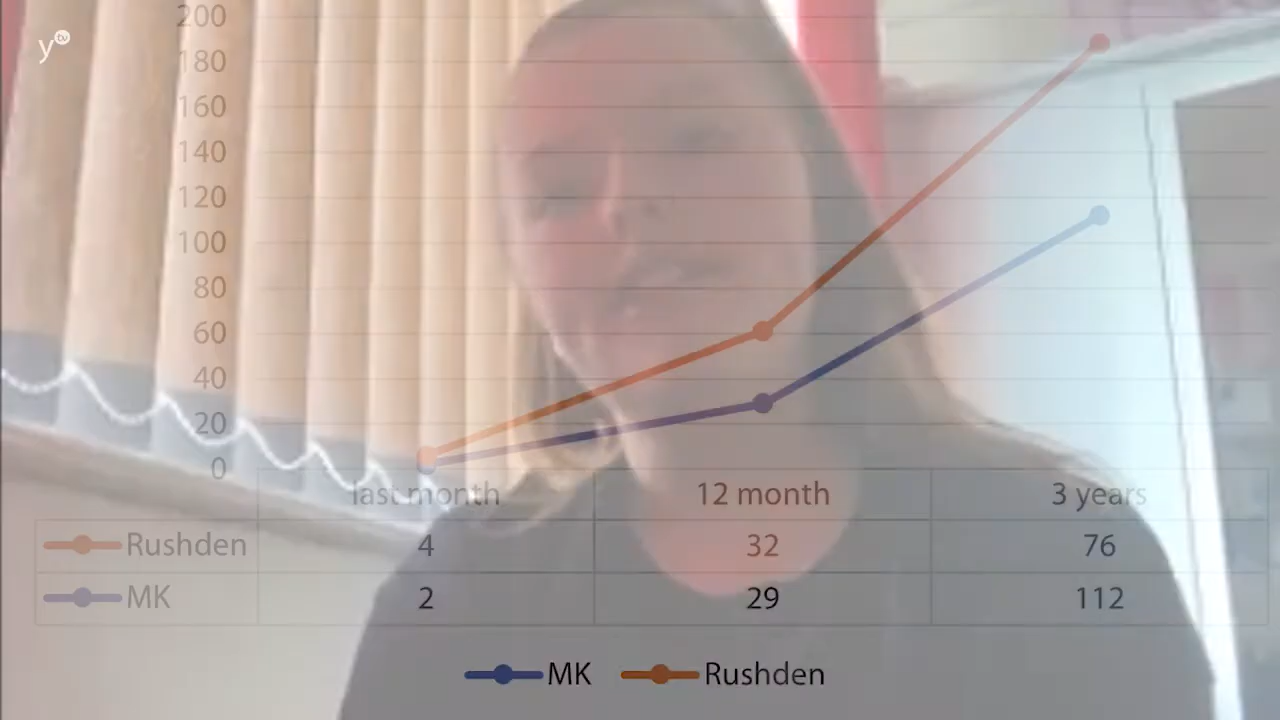 y tv
200
180
160
140
120
100
80
60
40
20
0
last month 12 month 3 years
Rushden 4 32 76
MK 2 29 112
MK Rushden